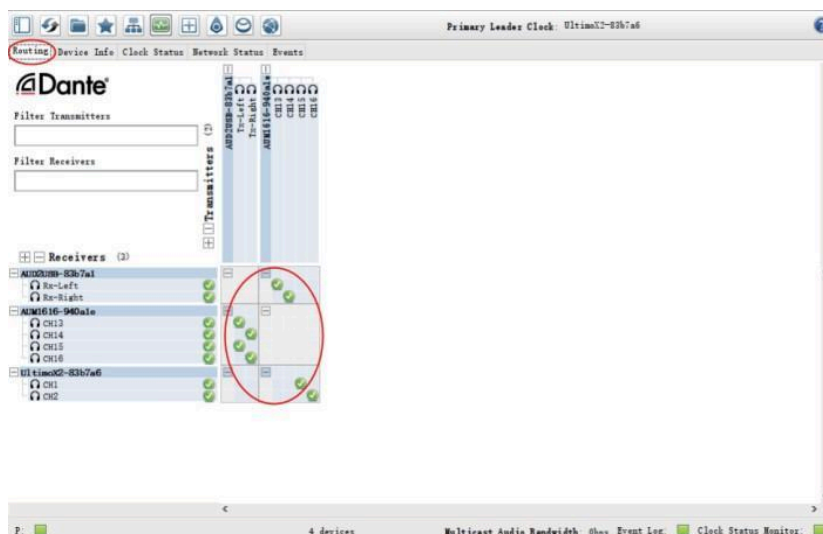 Primary Leader Clock: UltimoX2-83b7a6
Routing Device Info Clock Status Network Status Events
Dante
Filter Transmitters
Filter Receivers
Transmitters (2)
AUD2USB-83b7a1
Tx-Left
Tx-Right
AUM1616-940a1e
CH13
CH14
CH15
CH16
Receivers (3)
AUD2USB-83b7a1
Rx-Left
Rx-Right
AUM1616-940a1e
CH13
CH14
CH15
CH16
UltimoX2-83b7a6
CH1
CH2
P:
4 devices
Multicast Audio Bandwidth: 0bps Event Log: Clock Status Monitor: